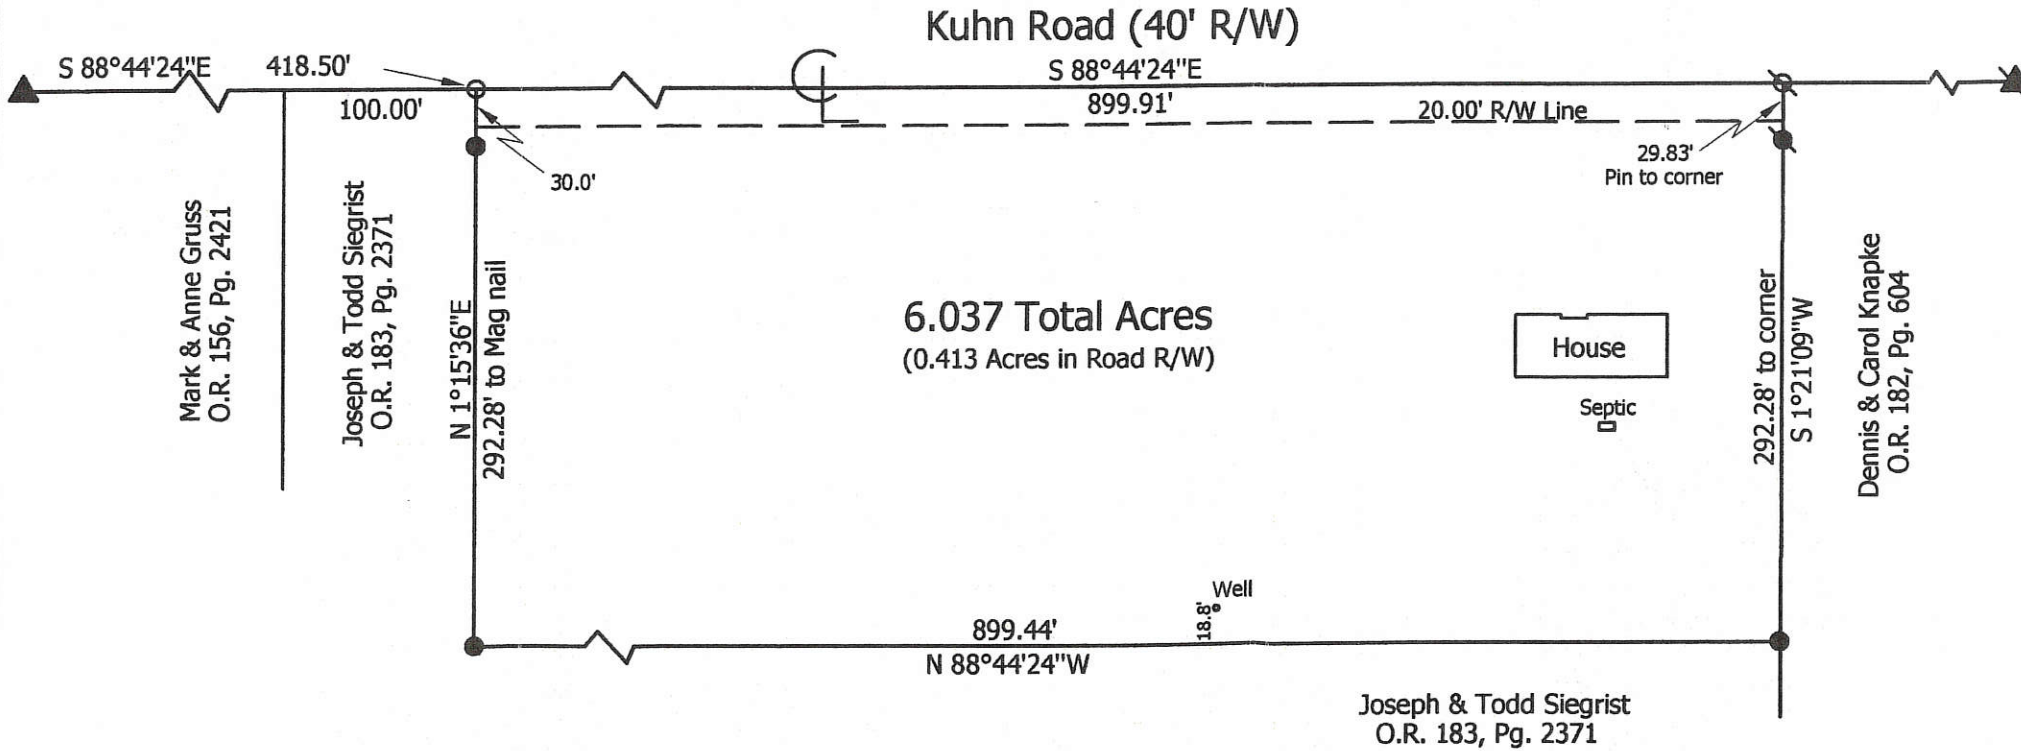 Kuhn Road (40' R/W)
S 88°44'24"E
418.50'
100.00'
S 88°44'24"E
899.91'
20.00' R/W Line
30.0'
29.83'
Pin to corner
Mark & Anne Gruss
O.R. 156, Pg. 2421
Joseph & Todd Siegrist
O.R. 183, Pg. 2371
N 1°15'36"E
292.28' to Mag nail
6.037 Total Acres
(0.413 Acres in Road R/W)
House
Septic
292.28' to corner
S 1°21'09"W
Dennis & Carol Knapke
O.R. 182, Pg. 604
Well
18.8'
899.44'
N 88°44'24"W
Joseph & Todd Siegrist
O.R. 183, Pg. 2371